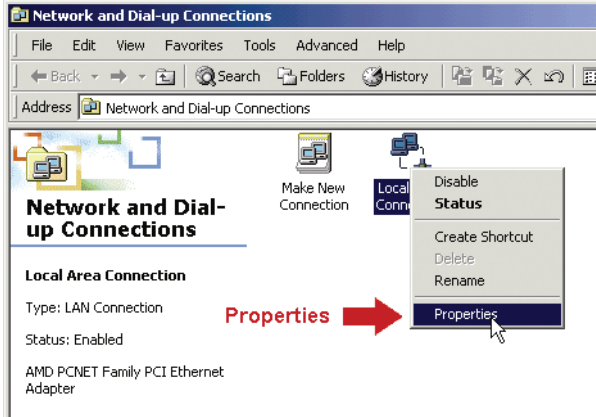 Network and Dial-up Connections
File Edit View Favorites Tools Advanced Help
Back Search Folders History
Address Network and Dial-up Connections
Network and Dial-
up Connections
Local Area Connection
Type: LAN Connection
Status: Enabled
AMD PCNET Family PCI Ethernet
Adapter
Make New
Connection
Local
Conne
Disable
Status
Create Shortcut
Delete
Rename
Properties
Properties